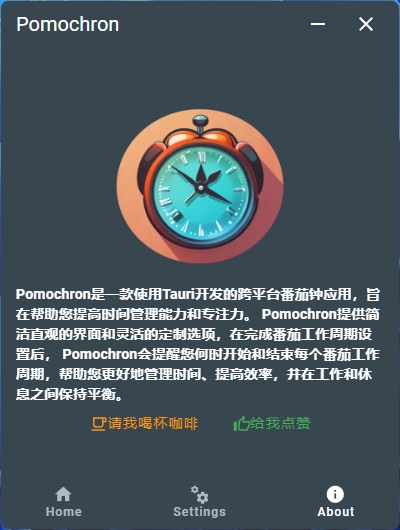 Pomochron
Pomochron是一款使用Tauri开发的跨平台番茄钟应用，旨
在帮助您提高时间管理能力和专注力。 Pomochron提供简
洁直观的界面和灵活的定制选项，在完成番茄工作周期设
置后， Pomochron会提醒您何时开始和结束每个番茄工作
周期，帮助您更好地管理时间、提高效率，并在工作和休
息之间保持平衡。
请我喝杯咖啡 给我点赞
Home Settings About